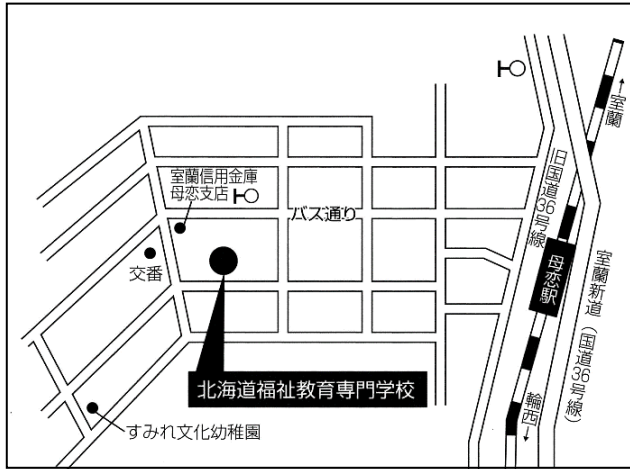 ↑室蘭
旧国道36号線
室蘭信用金庫
母恋支店
バス通り
交番
母恋駅
室蘭新道（国道36号線）
北海道福祉教育専門学校
輪西↓
すみれ文化幼稚園